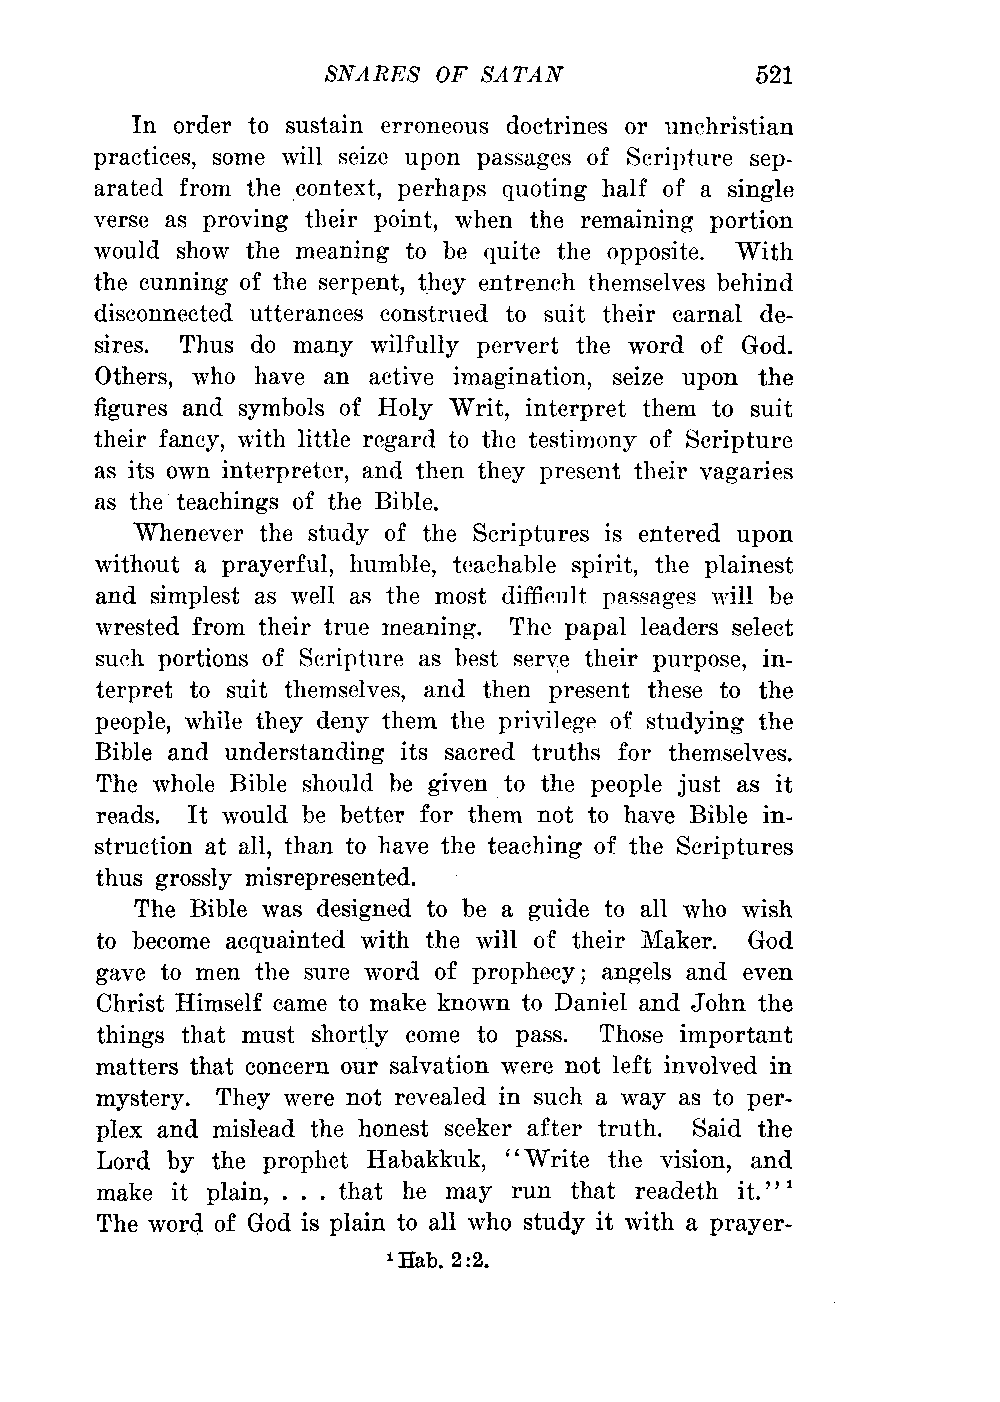 SNARES OF SATAN 521
In order to sustain erroneous doctrines or unchristian
practices, some will seize upon passages of Scripture sep-
arated from the context, perhaps quoting half of a single
verse as proving their point, when the remaining portion
would show the meaning to be quite the opposite. With
the cunning of the serpent, they entrench themselves behind
disconnected utterances construed to suit their carnal de-
sires. Thus do many wilfully pervert the word of God.
Others, who have an active imagination, seize upon the
figures and symbols of Holy Writ, interpret them to suit
their fancy, with little regard to the testimony of Scripture
as its own interpreter, and then they present their vagaries
as the teachings of the Bible.
Whenever the study of the Scriptures is entered upon
without a prayerful, humble, teachable spirit, the plainest
and simplest as well as the most difficult passages will be
wrested from their true meaning. The papal leaders select
such portions of Scripture as best serve their purpose, in-
terpret to suit themselves, and then present these to the
people, while they deny them the privilege of studying the
Bible and understanding its sacred truths for themselves.
The whole Bible should be given to the people just as it
reads. It would be better for them not to have Bible in-
struction at all, than to have the teaching of the Scriptures
thus grossly misrepresented.
The Bible was designed to be a guide to all who wish
to become acquainted with the will of their Maker. God
gave to men the sure word of prophecy; angels and even
Christ Himself came to make known to Daniel and John the
things that must shortly come to pass. Those important
matters that concern our salvation were not left involved in
mystery. They were not revealed in such a way as to per-
plex and mislead the honest seeker after truth. Said the
Lord by the prophet Habakkuk, "Write the vision, and
make it plain, . . . that he may run that readeth it."¹
The word of God is plain to all who study it with a prayer-
¹ Hab. 2:2.